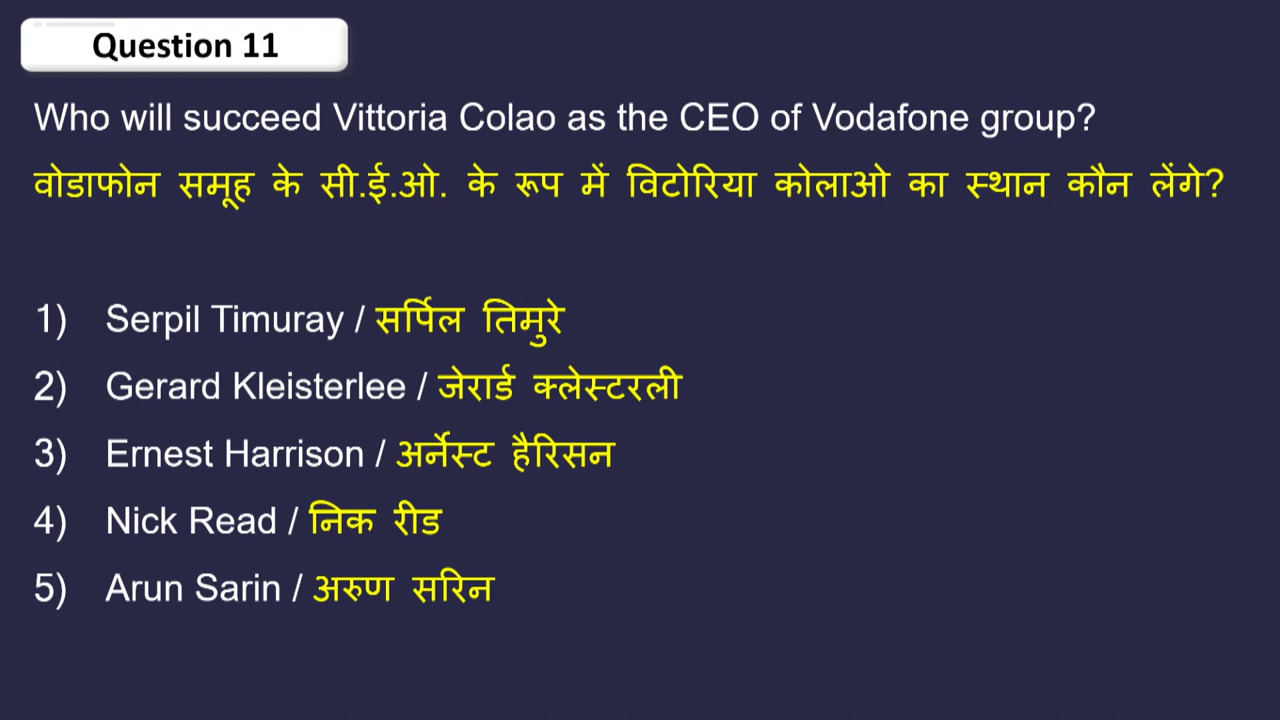 Question 11
Who will succeed Vittoria Colao as the CEO of Vodafone group?
वोडाफोन समूह के सी.ई.ओ. के रूप में विटोरिया कोलाओ का स्थान कौन लेंगे?
1) Serpil Timuray / सर्पिल तिमुरे
2) Gerard Kleisterlee / जेरार्ड क्लेस्टरली
3) Ernest Harrison / अर्नेस्ट हैरिसन
4) Nick Read / निक रीड
5) Arun Sarin / अरुण सरिन